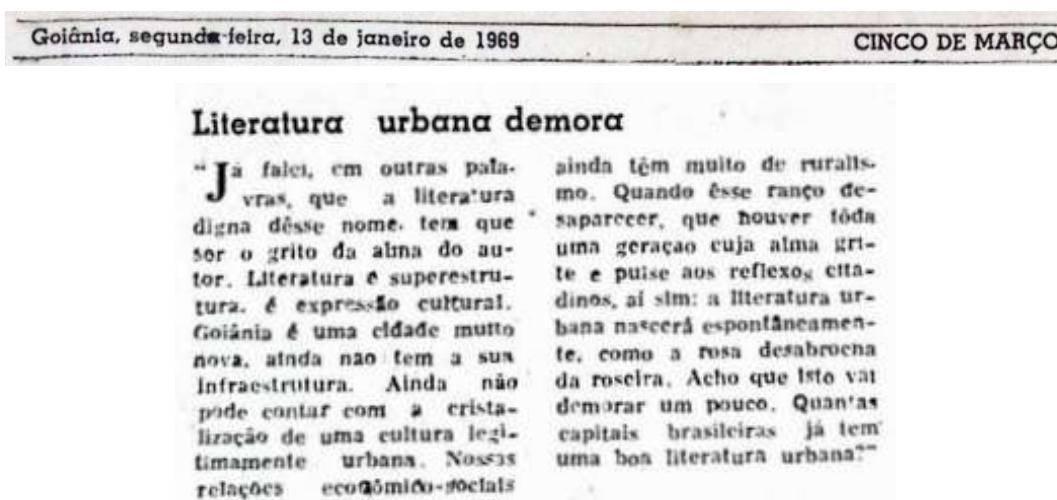 Goiânia, segunda-feira, 13 de janeiro de 1969
CINCO DE MARÇO
Literatura urbana demora
"Já falei, em outras pala-
vras, que a literatura
digna dêsse nome, tem que
ser o grito da alma do au-
tor. Literatura é superestru-
tura, é expressão cultural.
Goiânia é uma cidade muito
nova, ainda não tem a sua
infraestrutura. Ainda não
pode contar com a crista-
lização de uma cultura legi-
timamente urbana. Nossas
relações econômico-sociais
ainda têm muito de ruralis-
mo. Quando êsse ranço de-
saparecer, que houver tôda
uma geração cuja alma gri-
te e pulse aos reflexos cita-
dinos, aí sim: a literatura ur-
bana nascerá espontâneamen-
te, como a rosa desabrocha
da roseira. Acho que isto vai
demorar um pouco. Quantas
capitais brasileiras já tem
uma boa literatura urbana?"